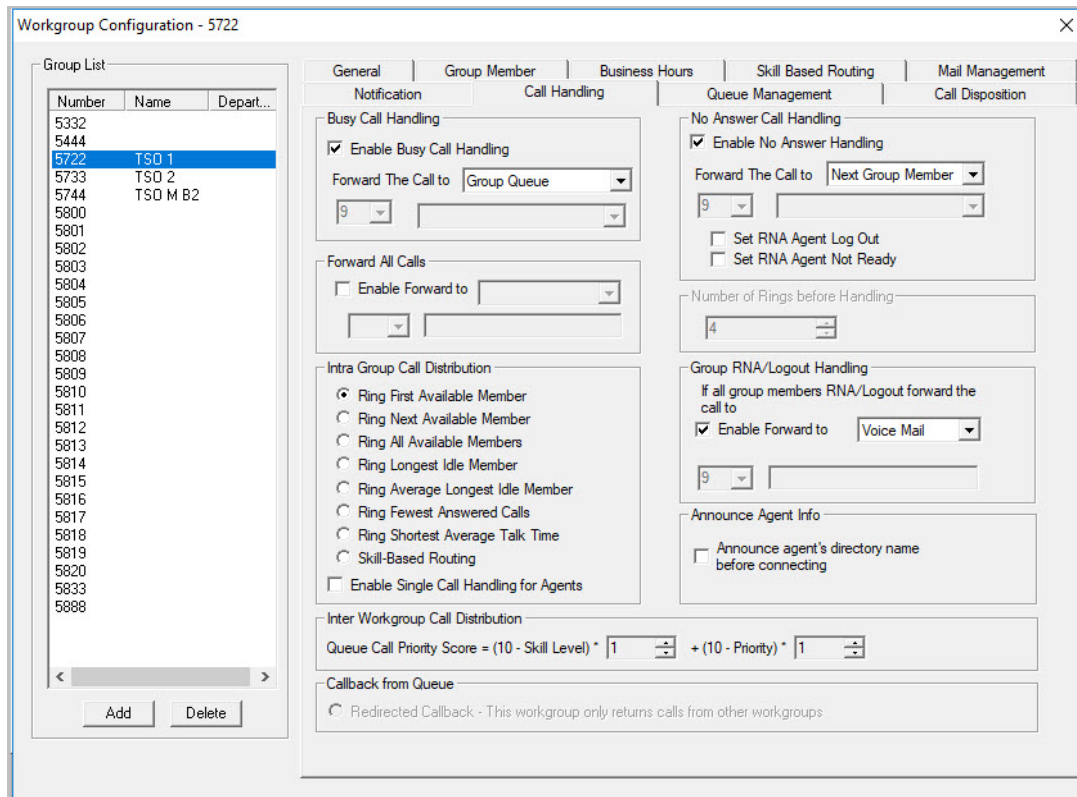 Workgroup Configuration - 5722
Group List
Number Name Depart...
5332
5444
5722 TSO 1
5733 TSO 2
5744 TSO M B2
5800
5801
5802
5803
5804
5805
5806
5807
5808
5809
5810
5811
5812
5813
5814
5815
5816
5817
5818
5819
5820
5833
5888
Add Delete
General Group Member Business Hours Skill Based Routing Mail Management
Notification Call Handling Queue Management Call Disposition
Busy Call Handling
Enable Busy Call Handling
Forward The Call to Group Queue
9
Forward All Calls
Enable Forward to
Intra Group Call Distribution
Ring First Available Member
Ring Next Available Member
Ring All Available Members
Ring Longest Idle Member
Ring Average Longest Idle Member
Ring Fewest Answered Calls
Ring Shortest Average Talk Time
Skill-Based Routing
Enable Single Call Handling for Agents
No Answer Call Handling
Enable No Answer Handling
Forward The Call to Next Group Member
9
Set RNA Agent Log Out
Set RNA Agent Not Ready
Number of Rings before Handling
4
Group RNA/Logout Handling
If all group members RNA/Logout forward the
call to
Enable Forward to Voice Mail
9
Announce Agent Info
Announce agent's directory name
before connecting
Inter Workgroup Call Distribution
Queue Call Priority Score = (10 - Skill Level) * 1 + (10 - Priority) * 1
Callback from Queue
Redirected Callback - This workgroup only returns calls from other workgroups